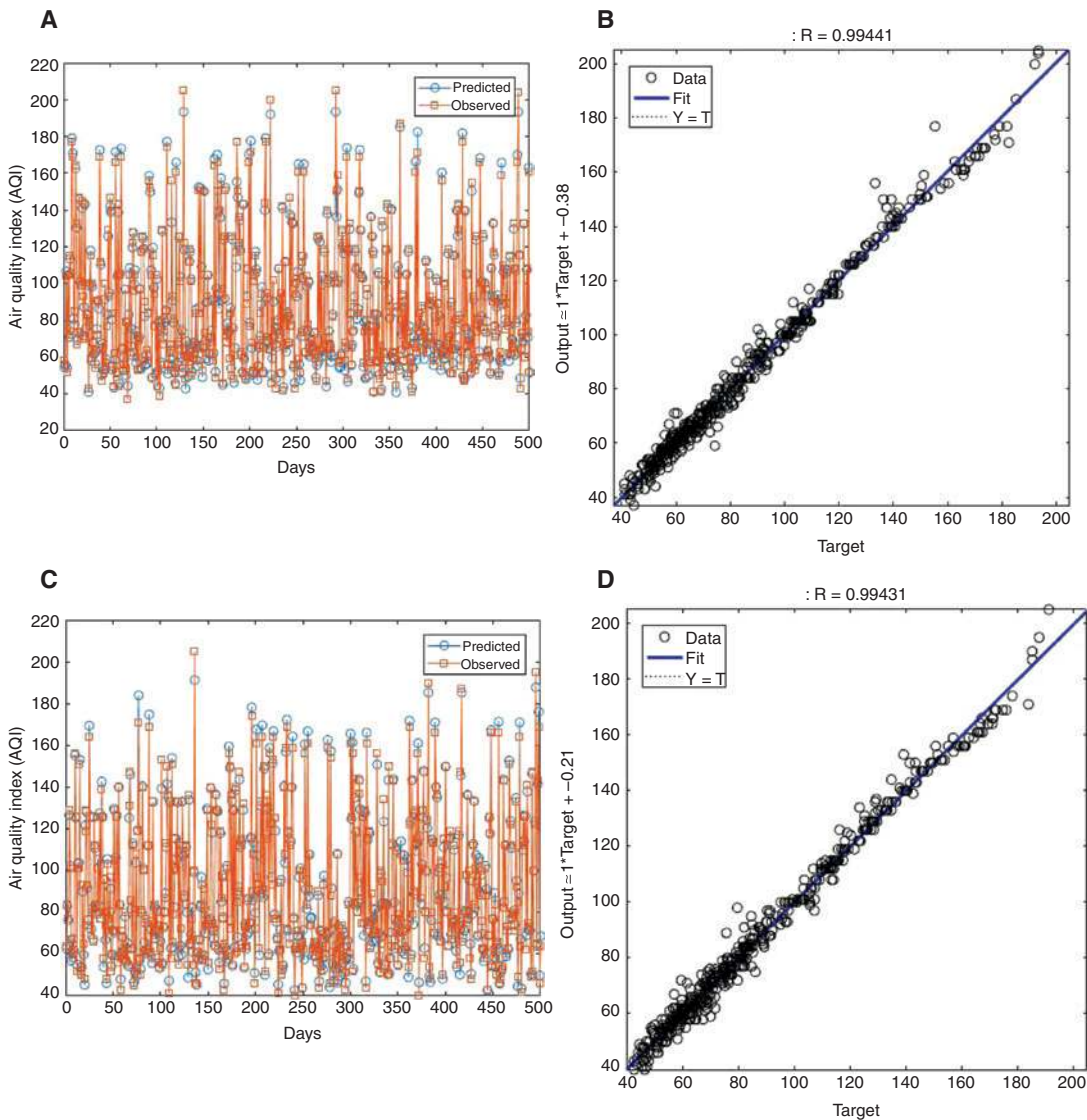 A
220
200
180
160
140
120
100
80
60
40
20
Air quality index (AQI)
Predicted
Observed
0 50 100 150 200 250 300 350 400 450 500
Days
B
: R = 0.99441
Data
Fit
Y = T
200
180
160
140
120
100
80
60
40
Output ≃ 1*Target + −0.38
40 60 80 100 120 140 160 180 200
Target
C
220
200
180
160
140
120
100
80
60
40
Air quality index (AQI)
Predicted
Observed
0 50 100 150 200 250 300 350 400 450 500
Days
D
: R = 0.99431
Data
Fit
Y = T
200
180
160
140
120
100
80
60
40
Output ≃ 1*Target + −0.21
40 60 80 100 120 140 160 180 200
Target